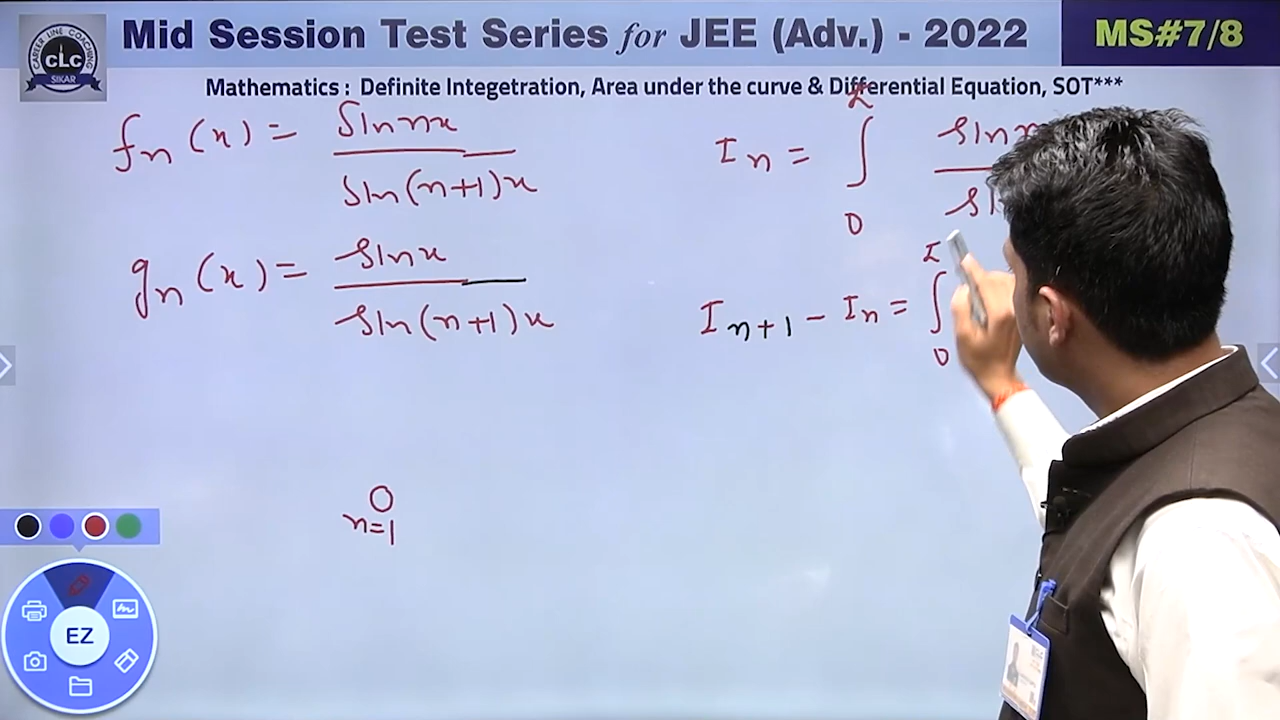 Mid Session Test Series for JEE (Adv.) - 2022
MS#7/8
CAREER LINE COACHING
CLC
SIKAR
Mathematics : Definite Integetration, Area under the curve & Differential Equation, SOT***
fn(x) = sin nx / sin(n+1)x
In = ∫ 0
gn(x) = sin x / sin(n+1)x
In+1 - In = ∫ 0
0
n=1
EZ